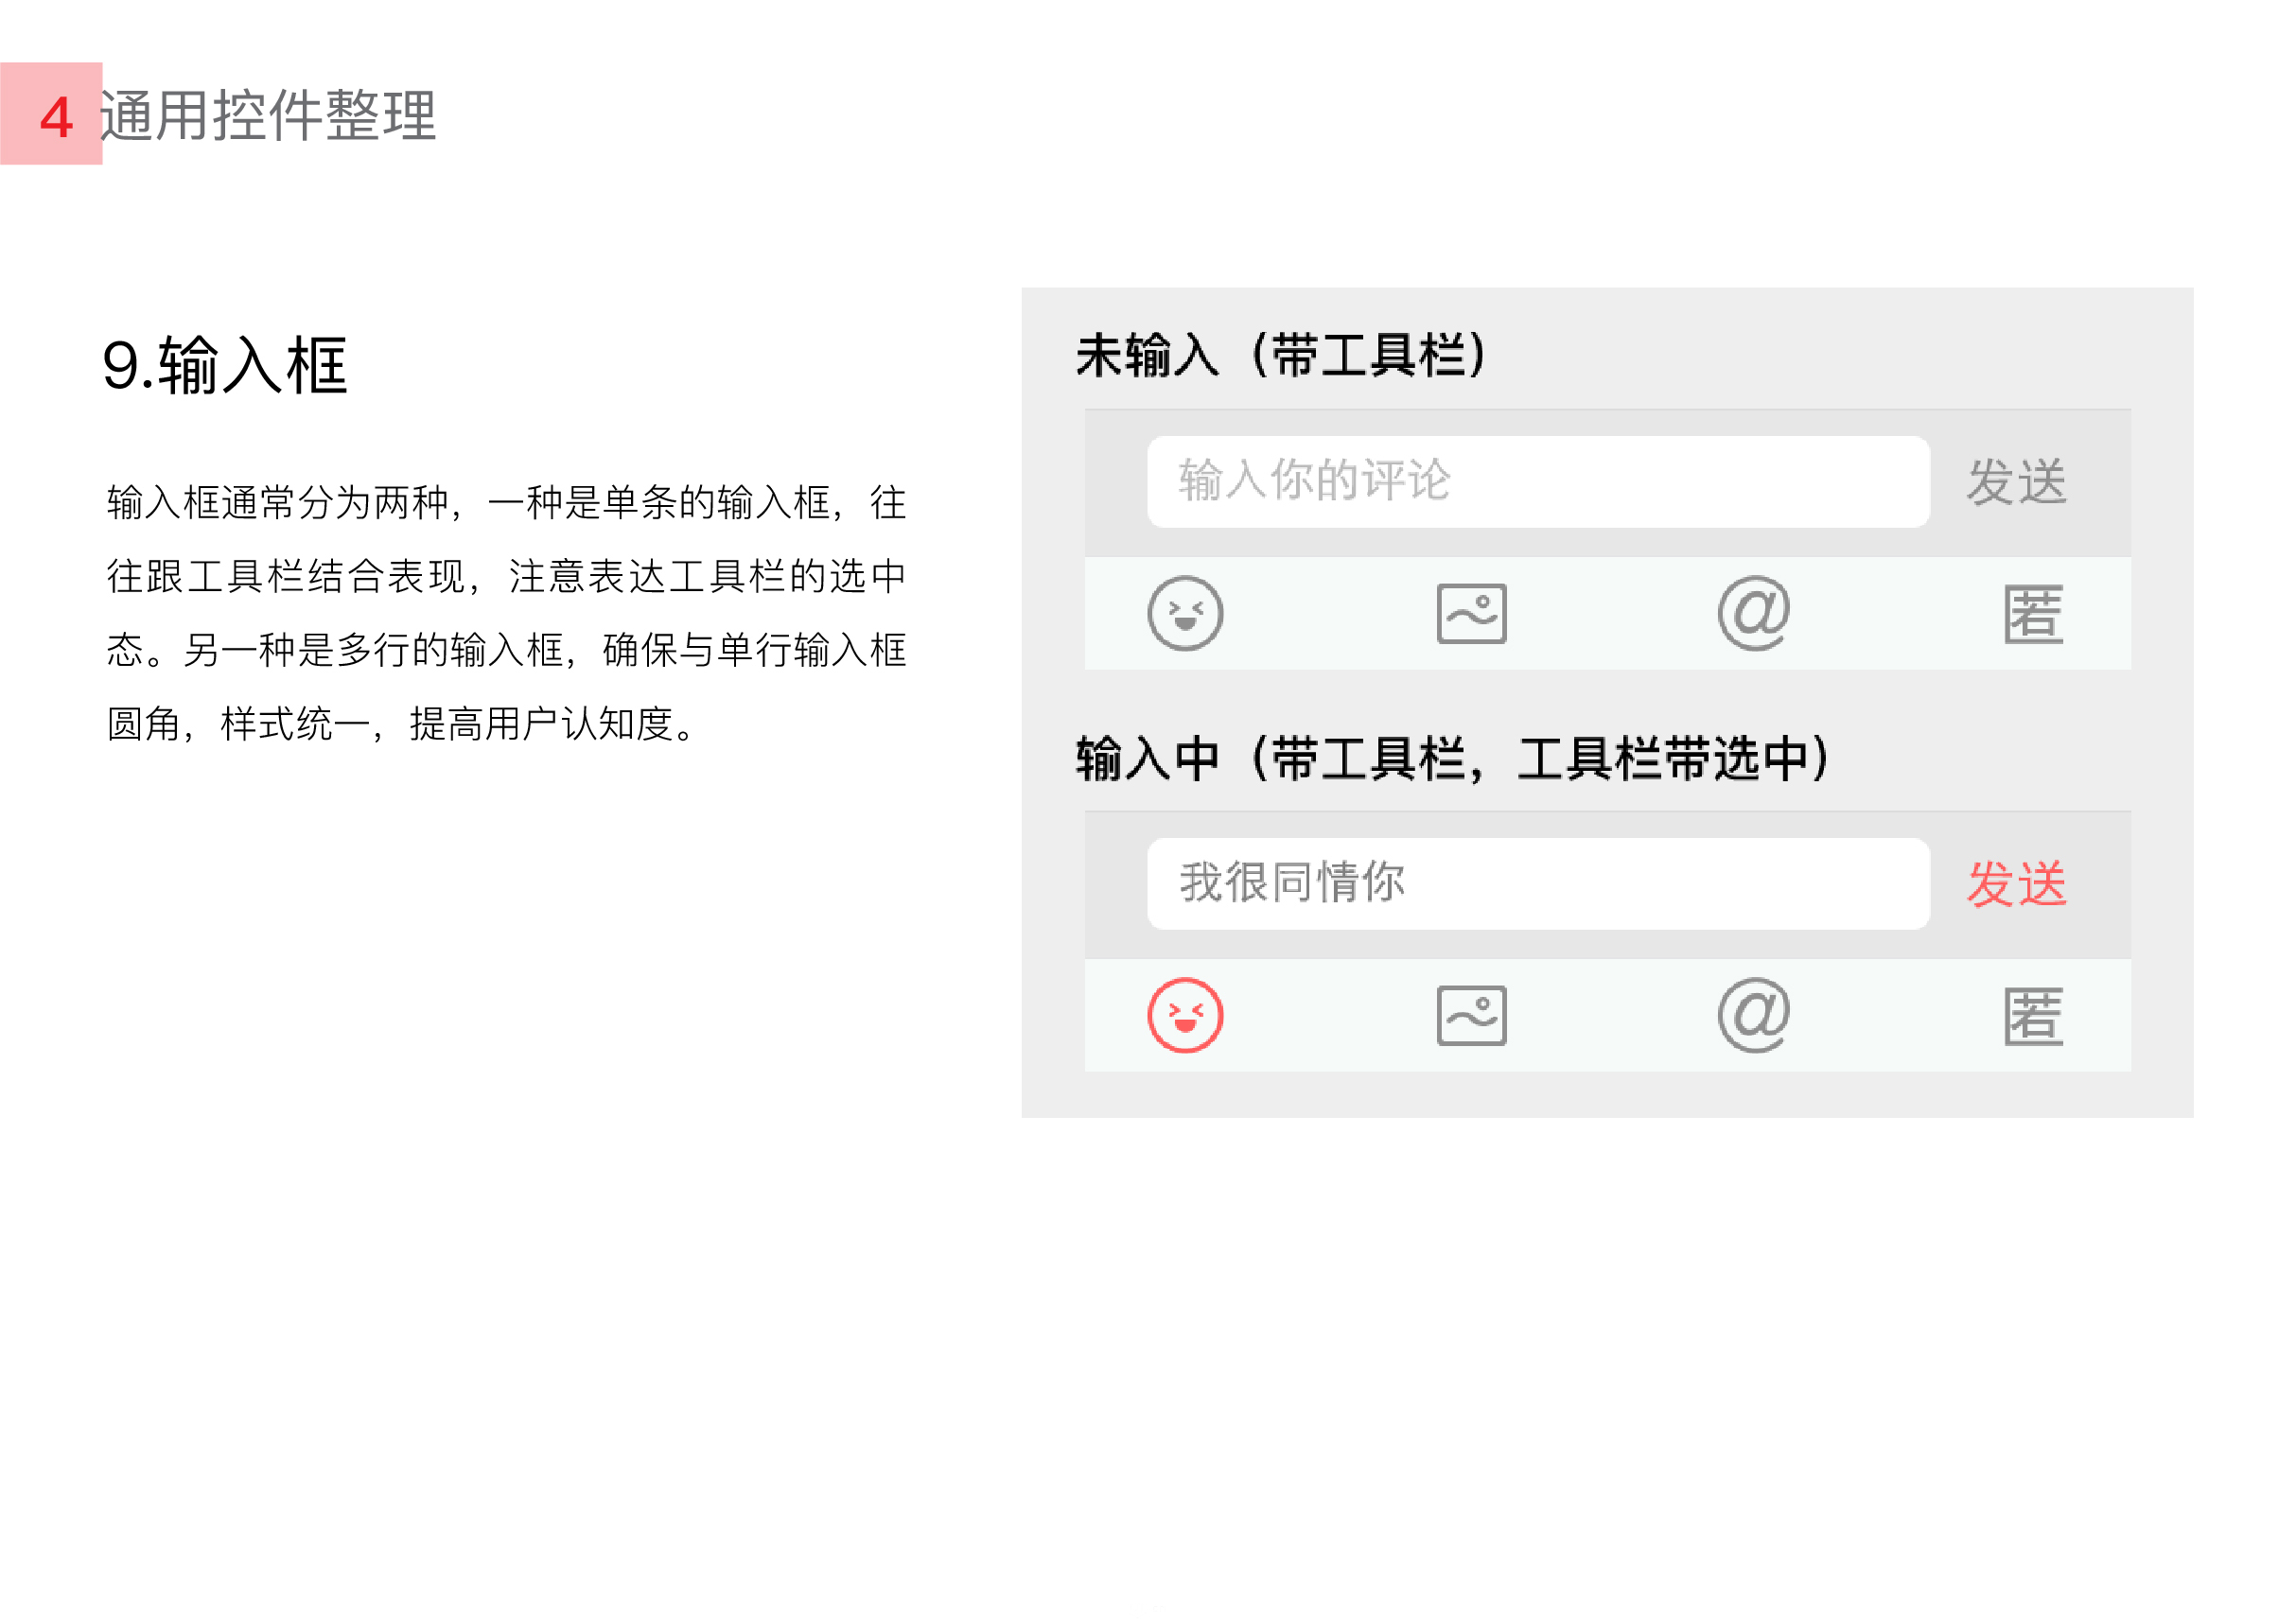 4 通用控件整理
9.输入框
输入框通常分为两种，一种是单条的输入框，往
往跟工具栏结合表现，注意表达工具栏的选中
态。另一种是多行的输入框，确保与单行输入框
圆角，样式统一，提高用户认知度。
未输入（带工具栏）
输入你的评论 发送
@ 匿
输入中（带工具栏，工具栏带选中）
我很同情你 发送
@ 匿